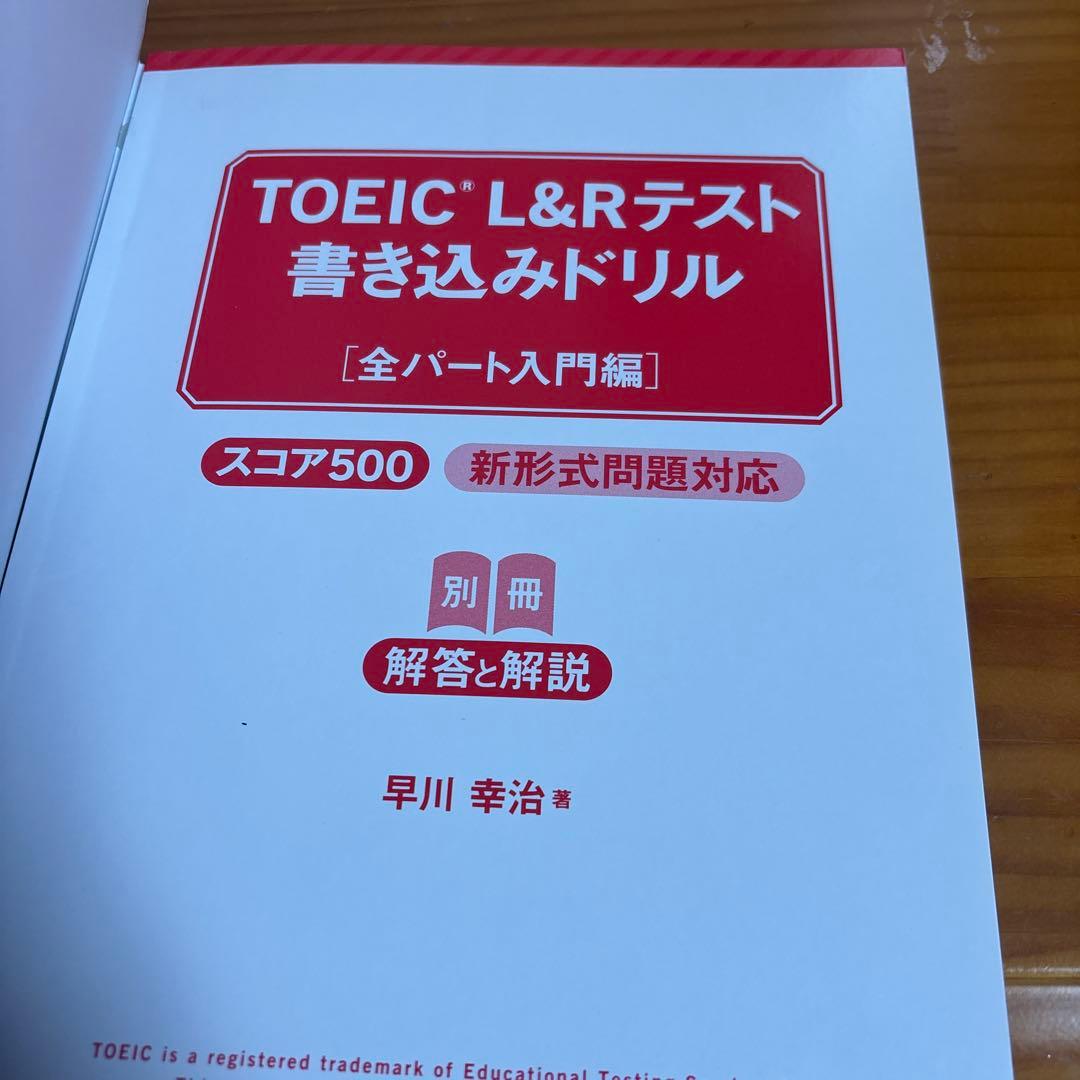 TOEIC® L&Rテスト
書き込みドリル
[全パート入門編]
スコア500 新形式問題対応
別冊
解答と解説
早川 幸治 著
TOEIC is a registered trademark of Educational Testing